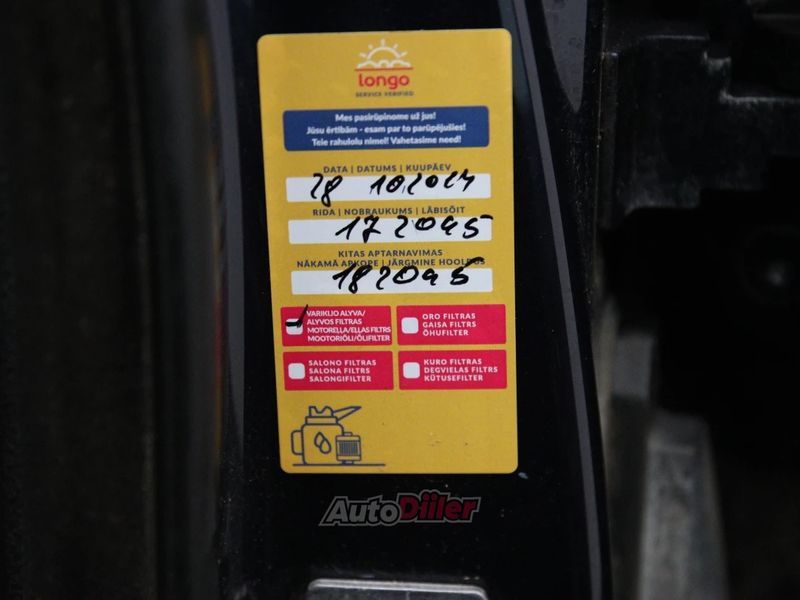 longo
SERVICE VERIFIED
Mes pasirūpinome už jus!
Jūsu ērtībām - esam par to parūpējušies!
Teie rahulolu nimel! Vahetasime need!
DATA | DATUMS | KUUPÄEV
28 10.2024
RIDA | NOBRAUKUMS | LÄBISÕIT
172045
KITAS APTARNAVIMAS
NĀKAMĀ APKOPE | JÄRGMINE HOOLDUS
182045
VARIKLIO ALYVA/
ALYVOS FILTRAS
MOTOREĻĻA/EĻĻAS FILTRS
MOOTORIÕLI/ÕLIFILTER
ORO FILTRAS
GAISA FILTRS
ÕHUFILTER
SALONO FILTRAS
SALONA FILTRS
SALONGIFILTER
KURO FILTRAS
DEGVIELAS FILTRS
KÜTUSEFILTER
AutoDiiler